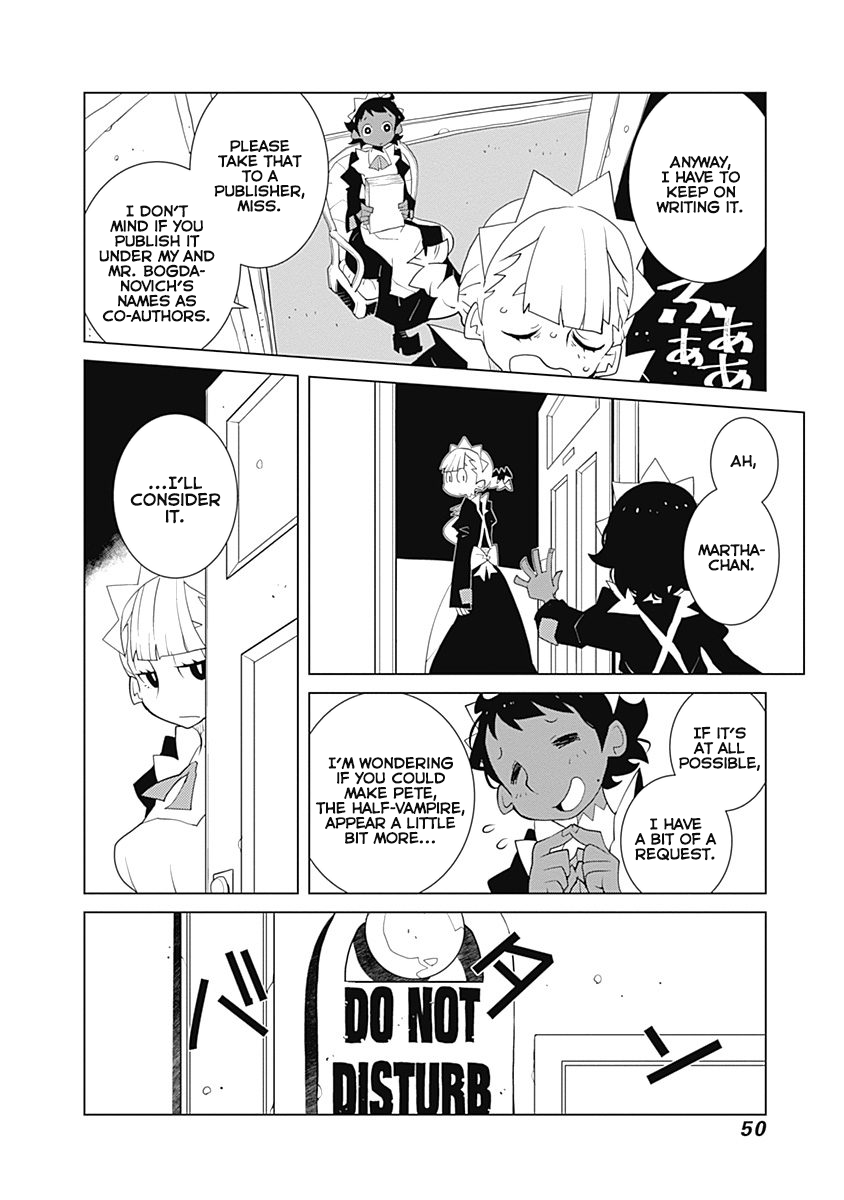 ANYWAY,
I HAVE TO
KEEP ON
WRITING IT.
ふぁ
ああぁ
PLEASE
TAKE THAT
TO A
PUBLISHER,
MISS.
I DON'T
MIND IF YOU
PUBLISH IT
UNDER MY AND
MR. BOGDA-
NOVICH'S
NAMES AS
CO-AUTHORS.
AH,
MARTHA-
CHAN.
...I'LL
CONSIDER
IT.
IF IT'S
AT ALL
POSSIBLE,
I HAVE
A BIT OF A
REQUEST.
I'M WONDERING
IF YOU COULD
MAKE PETE,
THE HALF-VAMPIRE,
APPEAR A LITTLE
BIT MORE...
バタン
DO NOT
DISTURB
50